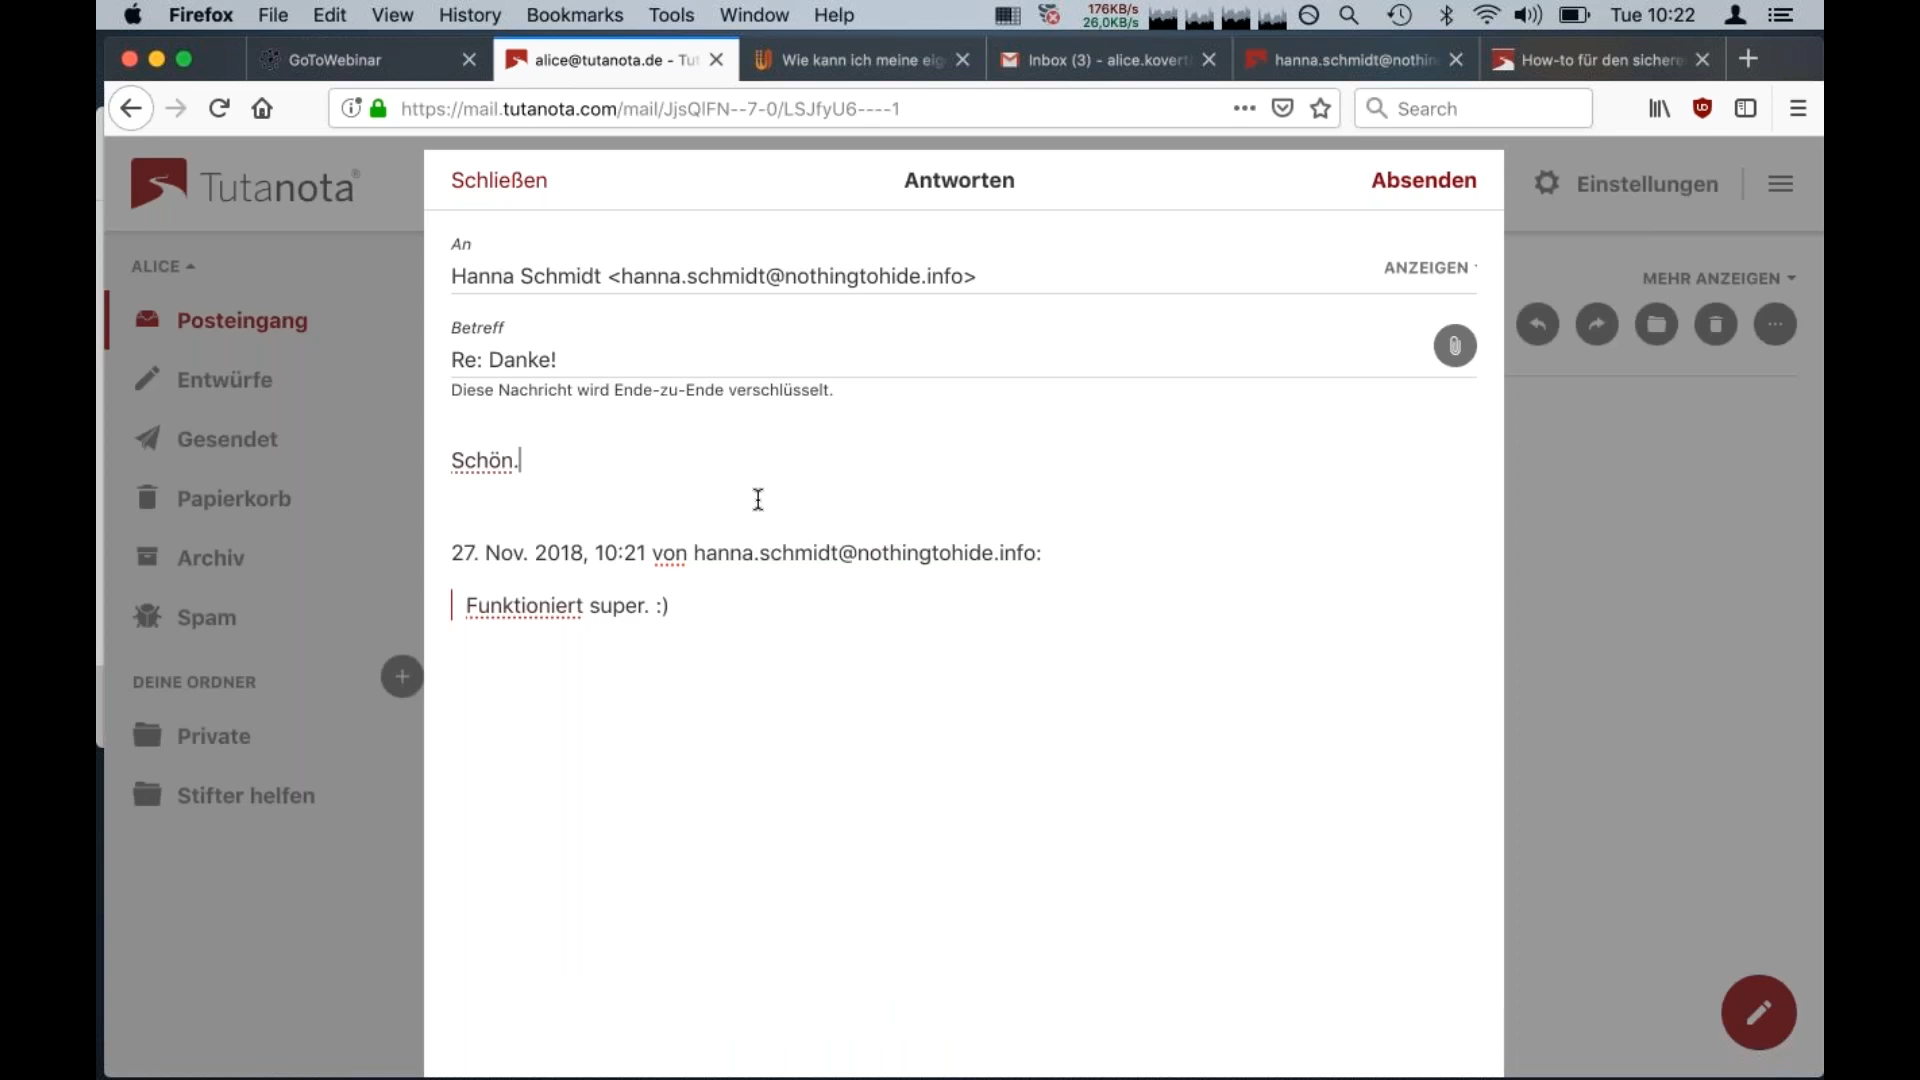 Firefox File Edit View History Bookmarks Tools Window Help 176KB/s 26,0KB/s Tue 10:22
GoToWebinar alice@tutanota.de - Tut Wie kann ich meine eig Inbox (3) - alice.kovert hanna.schmidt@nothin How-to für den sichere
https://mail.tutanota.com/mail/JjsQlFN--7-0/LSJfyU6----1 Search
Tutanota Schließen Antworten Absenden Einstellungen
An
ALICE Hanna Schmidt <hanna.schmidt@nothingtohide.info> ANZEIGEN MEHR ANZEIGEN
Posteingang Betreff
Re: Danke!
Entwürfe Diese Nachricht wird Ende-zu-Ende verschlüsselt.
Gesendet Schön.
Papierkorb
Archiv 27. Nov. 2018, 10:21 von hanna.schmidt@nothingtohide.info:
Spam Funktioniert super. :)
DEINE ORDNER
Private
Stifter helfen